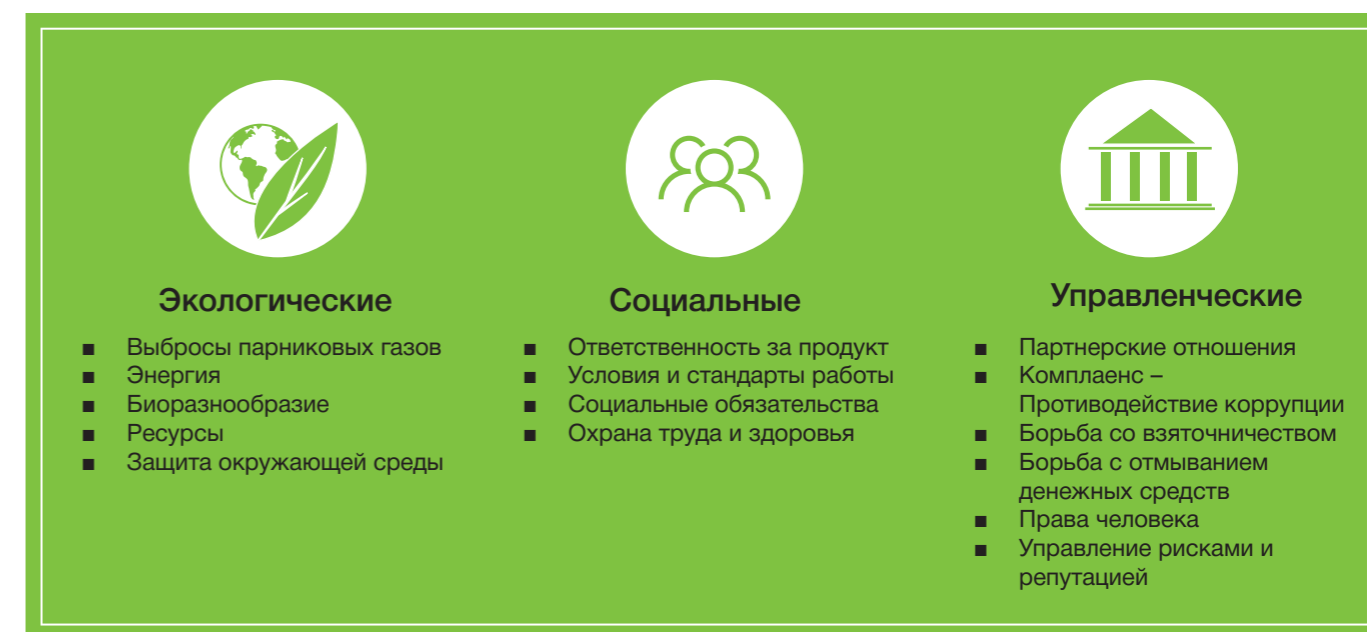 Экологические
■ Выбросы парниковых газов
■ Энергия
■ Биоразнообразие
■ Ресурсы
■ Защита окружающей среды
Социальные
■ Ответственность за продукт
■ Условия и стандарты работы
■ Социальные обязательства
■ Охрана труда и здоровья
Управленческие
■ Партнерские отношения
■ Комплаенс –
Противодействие коррупции
■ Борьба со взяточничеством
■ Борьба с отмыванием
денежных средств
■ Права человека
■ Управление рисками и
репутацией